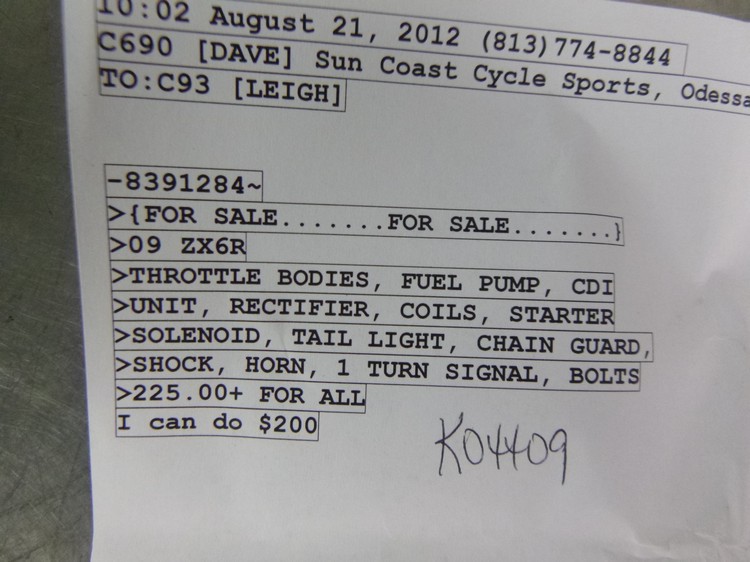 10:02 August 21, 2012 (813)774-8844
C690 [DAVE] Sun Coast Cycle Sports, Odessa
TO:C93 [LEIGH]
-8391284~
>{FOR SALE.......FOR SALE.......}
>09 ZX6R
>THROTTLE BODIES, FUEL PUMP, CDI
>UNIT, RECTIFIER, COILS, STARTER
>SOLENOID, TAIL LIGHT, CHAIN GUARD,
>SHOCK, HORN, 1 TURN SIGNAL, BOLTS
>225.00+ FOR ALL
I can do $200
K04409